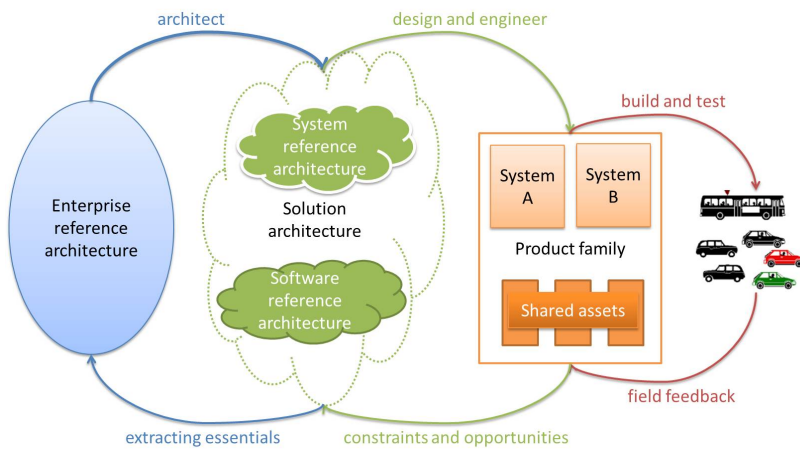 architect
design and engineer
build and test
Enterprise
reference
architecture
System
reference
architecture
Solution
architecture
Software
reference
architecture
System
A
System
B
Product family
Shared assets
field feedback
extracting essentials
constraints and opportunities